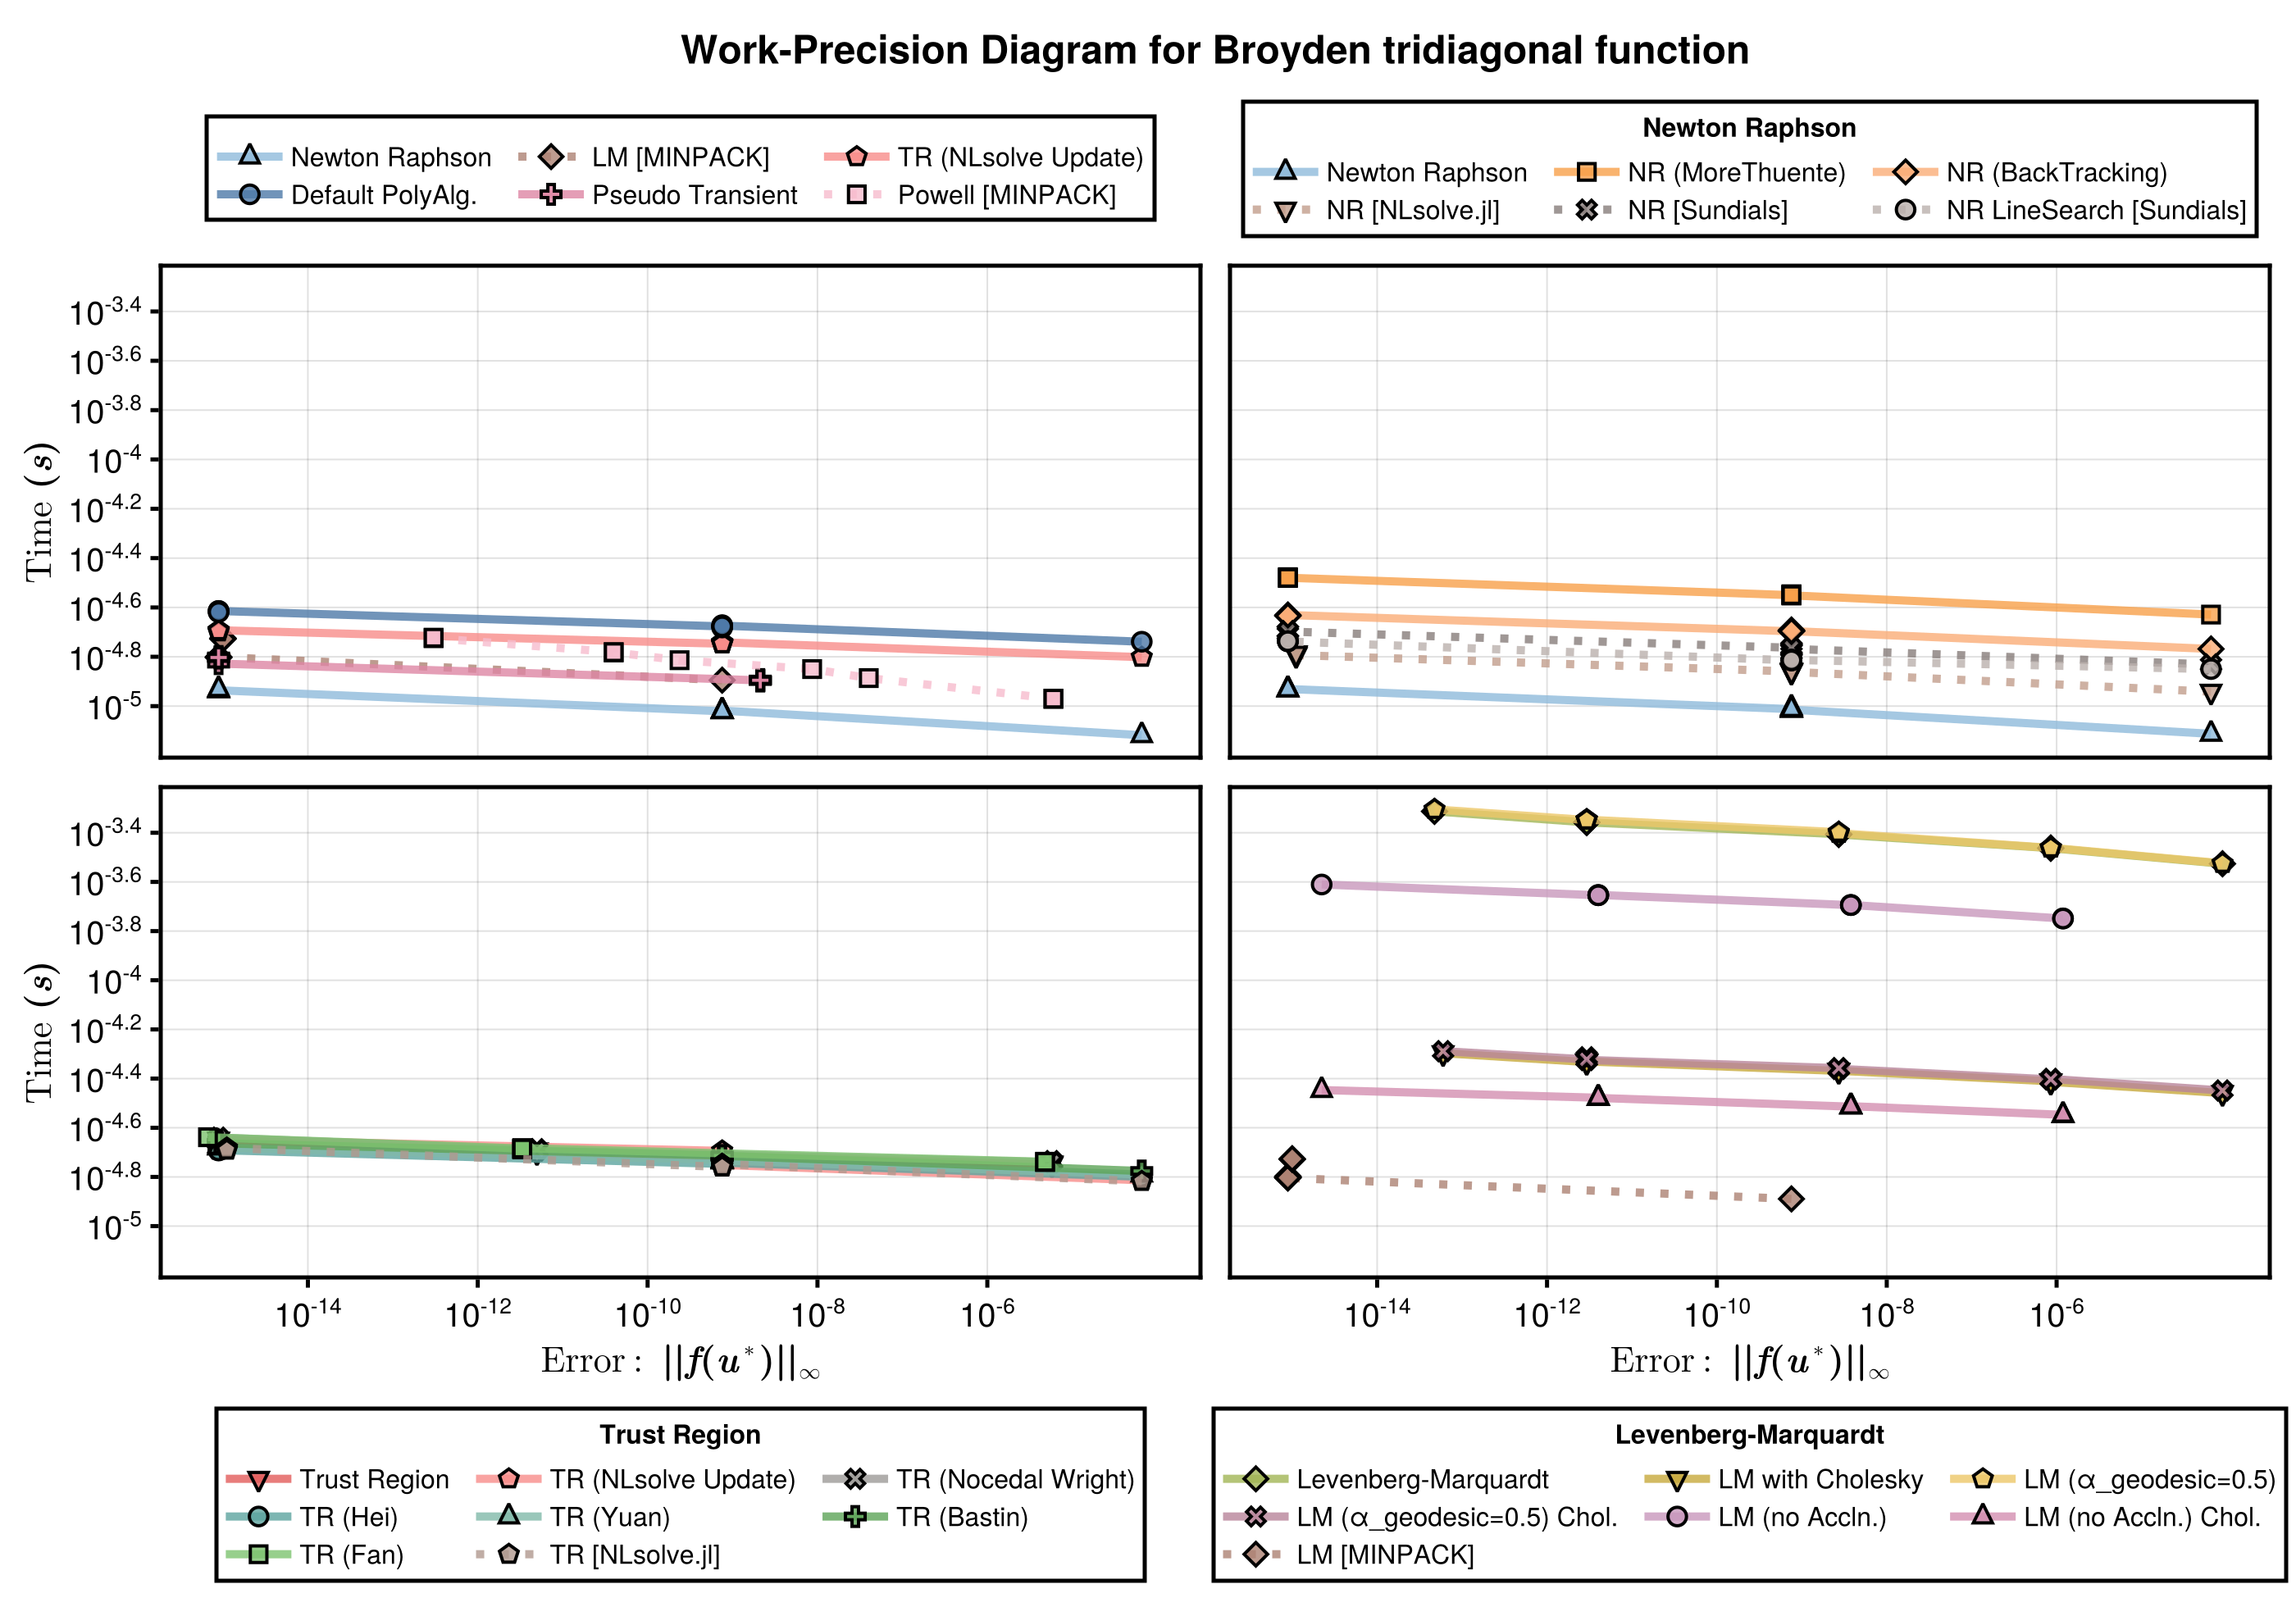 Work-Precision Diagram for Broyden tridiagonal function
Newton Raphson LM [MINPACK] TR (NLsolve Update)
Default PolyAlg. Pseudo Transient Powell [MINPACK]
Newton Raphson
Newton Raphson NR (MoreThuente) NR (BackTracking)
NR [NLsolve.jl] NR [Sundials] NR LineSearch [Sundials]
Time (s)
10^-3.4
10^-3.6
10^-3.8
10^-4
10^-4.2
10^-4.4
10^-4.6
10^-4.8
10^-5
Time (s)
10^-3.4
10^-3.6
10^-3.8
10^-4
10^-4.2
10^-4.4
10^-4.6
10^-4.8
10^-5
10^-14 10^-12 10^-10 10^-8 10^-6
10^-14 10^-12 10^-10 10^-8 10^-6
Error: ||f(u*)||∞
Error: ||f(u*)||∞
Trust Region
Trust Region TR (NLsolve Update) TR (Nocedal Wright)
TR (Hei) TR (Yuan) TR (Bastin)
TR (Fan) TR [NLsolve.jl]
Levenberg-Marquardt
Levenberg-Marquardt LM with Cholesky LM (α_geodesic=0.5)
LM (α_geodesic=0.5) Chol. LM (no Accln.) LM (no Accln.) Chol.
LM [MINPACK]